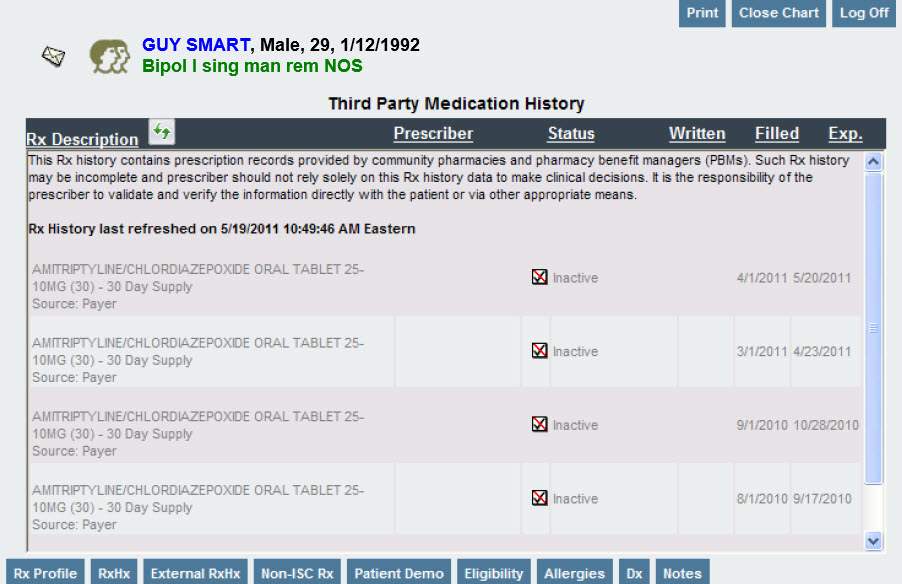 Print Close Chart Log Off
GUY SMART, Male, 29, 1/12/1992
Bipol I sing man rem NOS
Third Party Medication History
Rx Description Prescriber Status Written Filled Exp.
This Rx history contains prescription records provided by community pharmacies and pharmacy benefit managers (PBMs). Such Rx history
may be incomplete and prescriber should not rely solely on this Rx history data to make clinical decisions. It is the responsibility of the
prescriber to validate and verify the information directly with the patient or via other appropriate means.
Rx History last refreshed on 5/19/2011 10:49:46 AM Eastern
AMITRIPTYLINE/CHLORDIAZEPOXIDE ORAL TABLET 25-
10MG (30) - 30 Day Supply Inactive 4/1/2011 5/20/2011
Source: Payer
AMITRIPTYLINE/CHLORDIAZEPOXIDE ORAL TABLET 25-
10MG (30) - 30 Day Supply Inactive 3/1/2011 4/23/2011
Source: Payer
AMITRIPTYLINE/CHLORDIAZEPOXIDE ORAL TABLET 25-
10MG (30) - 30 Day Supply Inactive 9/1/2010 10/28/2010
Source: Payer
AMITRIPTYLINE/CHLORDIAZEPOXIDE ORAL TABLET 25-
10MG (30) - 30 Day Supply Inactive 8/1/2010 9/17/2010
Source: Payer
Rx Profile RxHx External RxHx Non-ISC Rx Patient Demo Eligibility Allergies Dx Notes